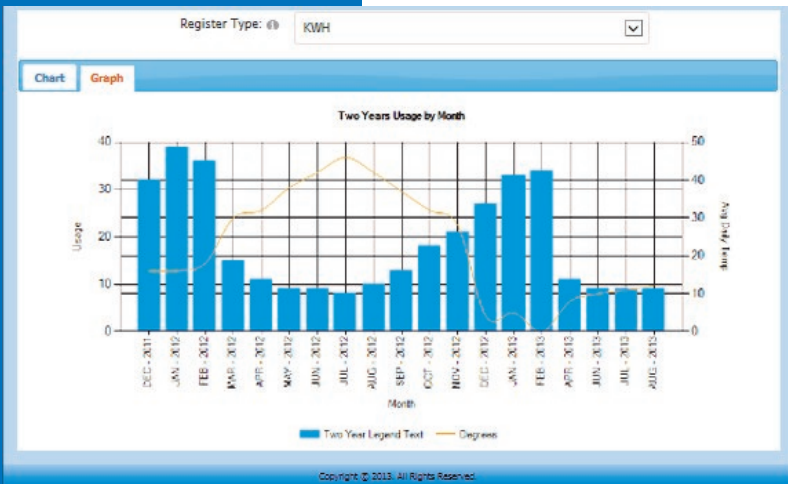 Register Type:
KWH
Chart
Graph
Two Years Usage by Month
40
30
20
10
0
Usage
50
40
30
20
10
0
Avg Daily Temp
DEC - 2011
JAN - 2012
FEB - 2012
MAR - 2012
APR - 2012
MAY - 2012
JUN - 2012
JUL - 2012
AUG - 2012
SEP - 2012
OCT - 2012
NOV - 2012
DEC - 2012
JAN - 2013
FEB - 2013
APR - 2013
JUN - 2013
JUL - 2013
AUG - 2013
Month
Two Year Legend Text
Degrees
Copyright © 2013. All Rights Reserved.